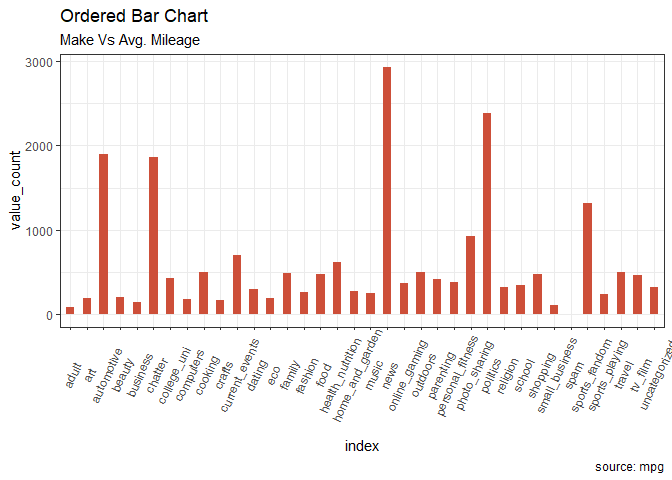 Ordered Bar Chart
Make Vs Avg. Mileage
3000
2000
1000
0
value_count
adult
art
automotive
beauty
business
chatter
college_uni
computers
cooking
crafts
current_events
dating
eco
family
fashion
food
health_nutrition
home_and_garden
music
news
online_gaming
outdoors
parenting
personal_fitness
photo_sharing
politics
religion
school
shopping
small_business
spam
sports_fandom
sports_playing
travel
tv_film
uncategorized
index
source: mpg